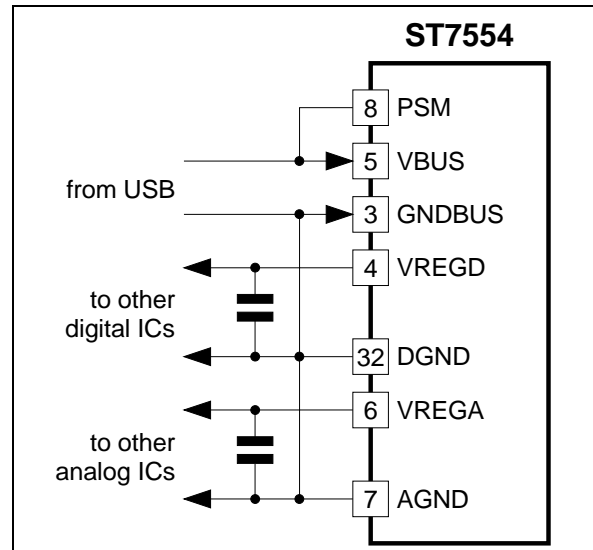 ST7554
8 PSM
5 VBUS
from USB
3 GNDBUS
4 VREGD
to other
digital ICs
32 DGND
6 VREGA
to other
analog ICs
7 AGND